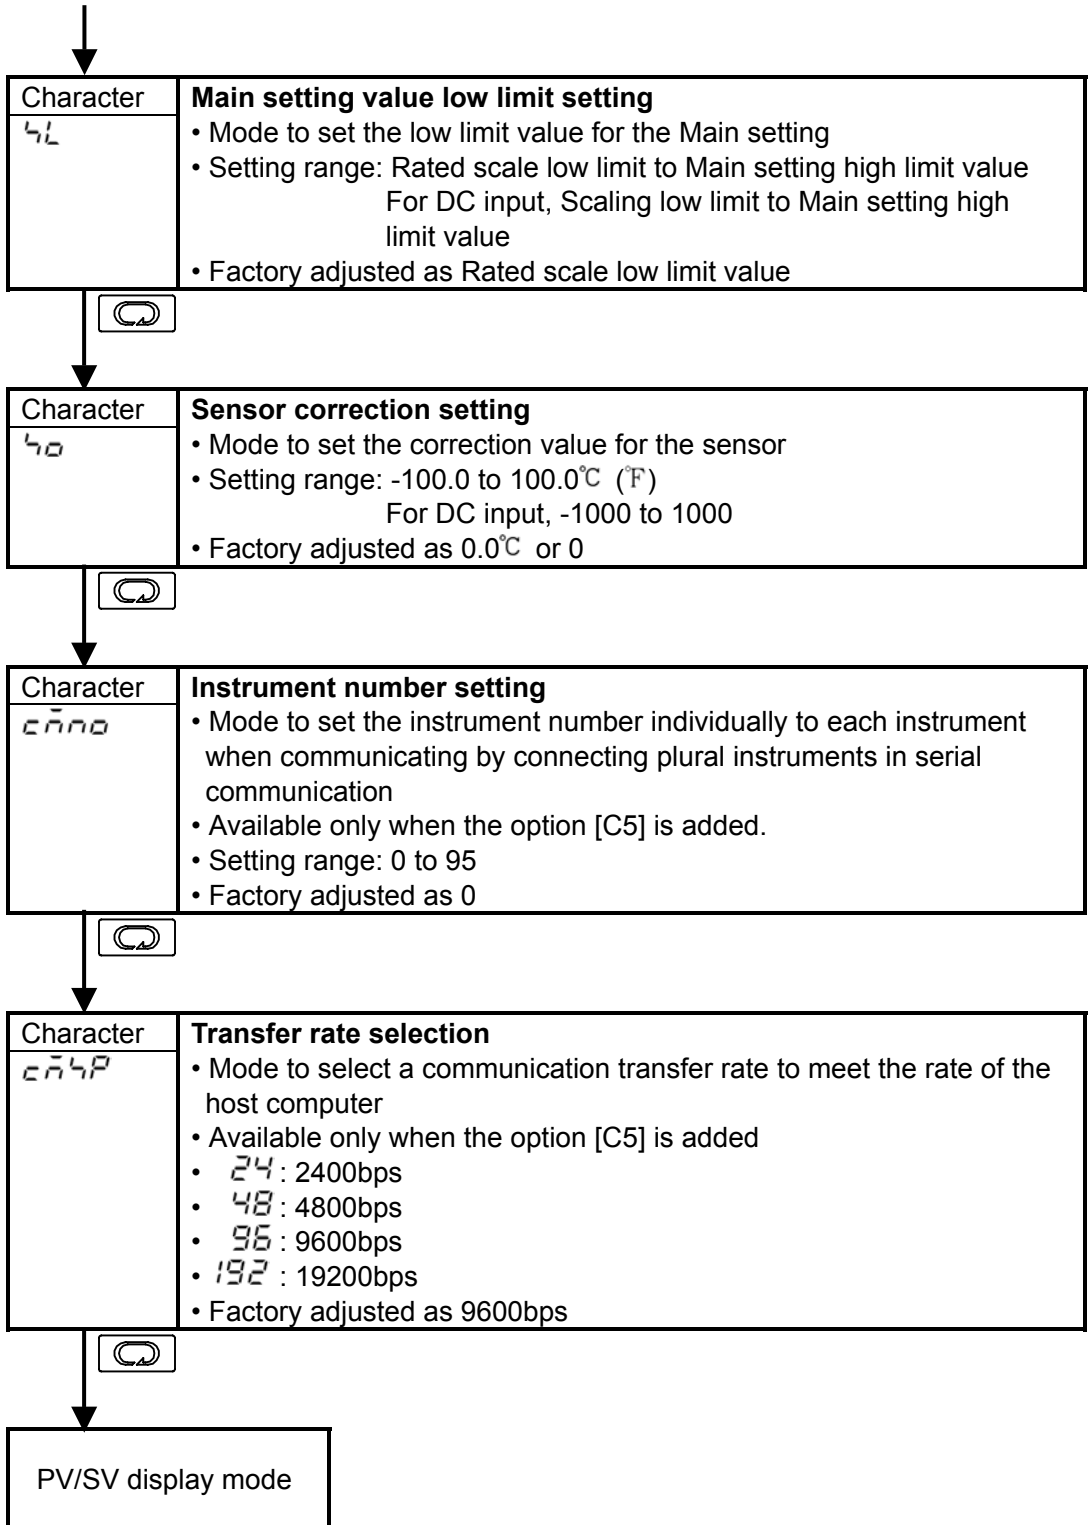 Character
Main setting value low limit setting
ㄣL
• Mode to set the low limit value for the Main setting
• Setting range: Rated scale low limit to Main setting high limit value
For DC input, Scaling low limit to Main setting high
limit value
• Factory adjusted as Rated scale low limit value
Character
Sensor correction setting
ㄣo
• Mode to set the correction value for the sensor
• Setting range: -100.0 to 100.0℃ (℉)
For DC input, -1000 to 1000
• Factory adjusted as 0.0℃ or 0
Character
Instrument number setting
cn̄no
• Mode to set the instrument number individually to each instrument
when communicating by connecting plural instruments in serial
communication
• Available only when the option [C5] is added.
• Setting range: 0 to 95
• Factory adjusted as 0
Character
Transfer rate selection
cn̄ㄣP
• Mode to select a communication transfer rate to meet the rate of the
host computer
• Available only when the option [C5] is added
• 24 : 2400bps
• 48 : 4800bps
• 96 : 9600bps
• 192 : 19200bps
• Factory adjusted as 9600bps
PV/SV display mode